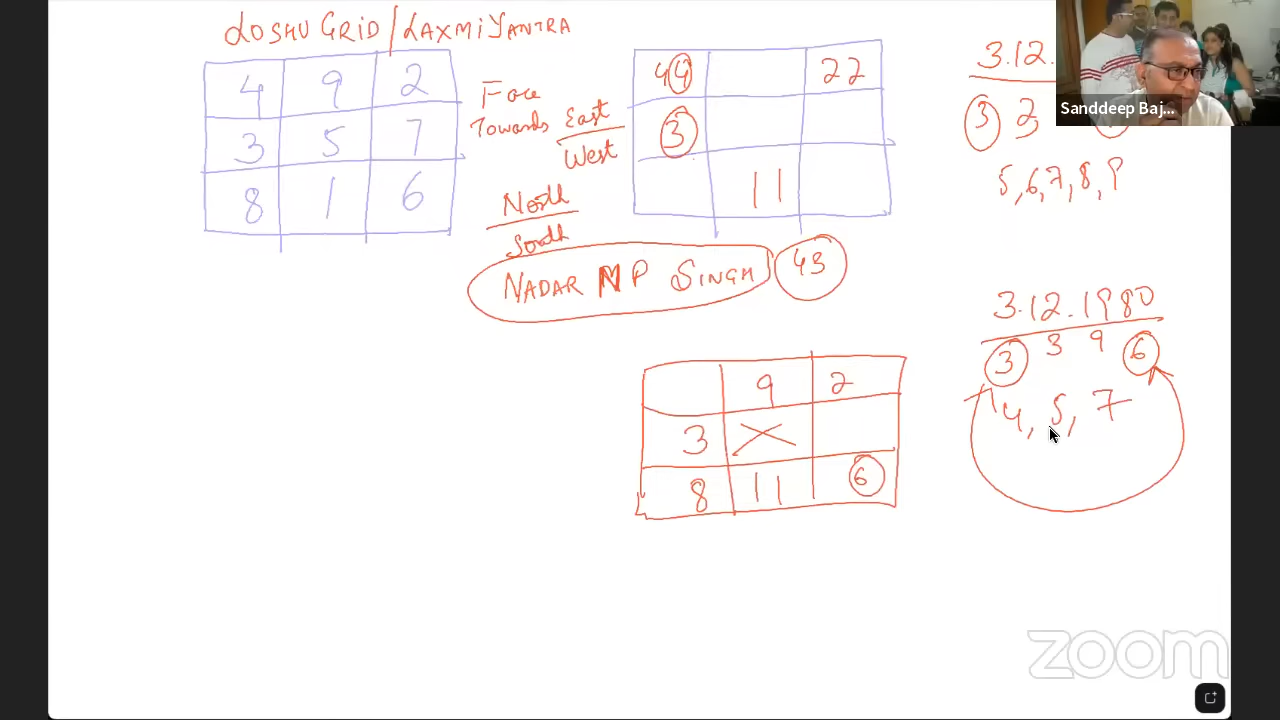 LOSHU GRID/LAXMI YANTRA
4 9 2
3 5 7
8 1 6
Face
Towards East
West
North
South
44 22
3
11
3.12.
3 3
5,6,7,8,9
NADAR N P SINGH 43
3.12.1980
3 3 9 6
4, 5, 7
9 2
3
8 11 6
Sanddeep Baj...
zoom